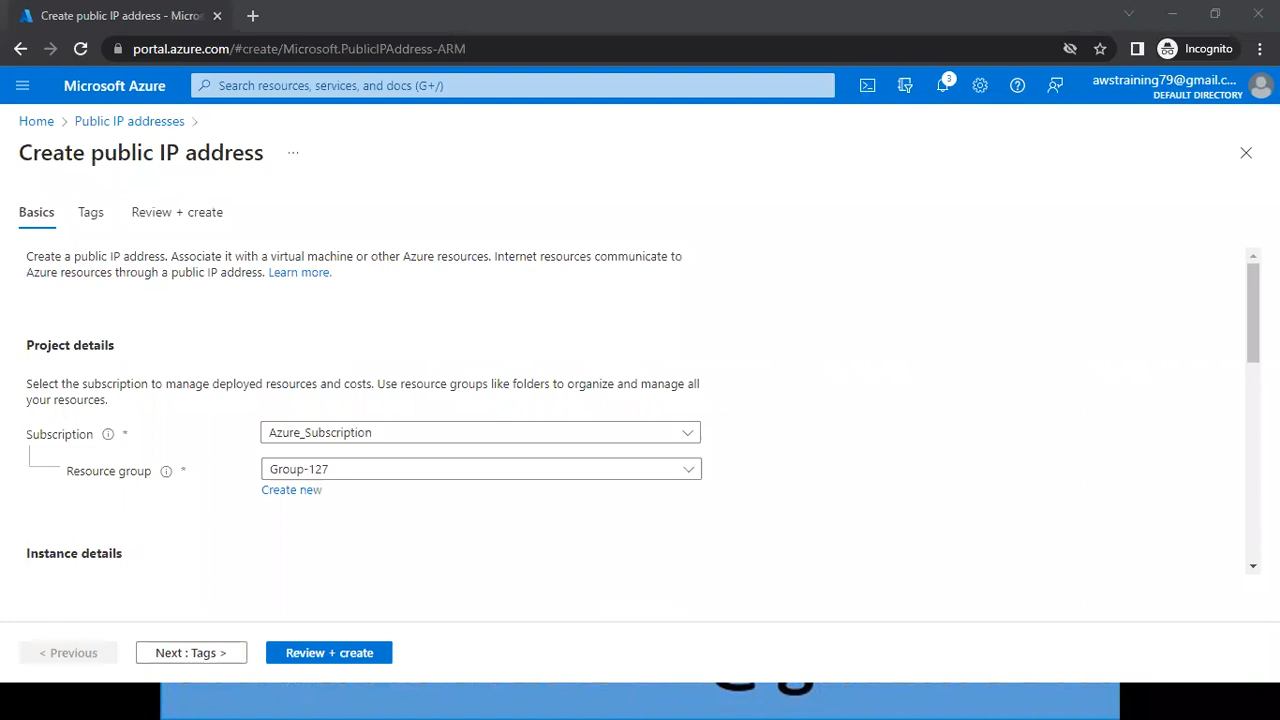 Create public IP address - Micro
portal.azure.com/#create/Microsoft.PublicIPAddress-ARM
Incognito
Microsoft Azure
Search resources, services, and docs (G+/)
3
awstraining79@gmail.c...
DEFAULT DIRECTORY
Home > Public IP addresses >
Create public IP address ...
Basics
Tags
Review + create
Create a public IP address. Associate it with a virtual machine or other Azure resources. Internet resources communicate to
Azure resources through a public IP address. Learn more.
Project details
Select the subscription to manage deployed resources and costs. Use resource groups like folders to organize and manage all
your resources.
Subscription *
Azure_Subscription
Resource group *
Group-127
Create new
Instance details
< Previous
Next : Tags >
Review + create